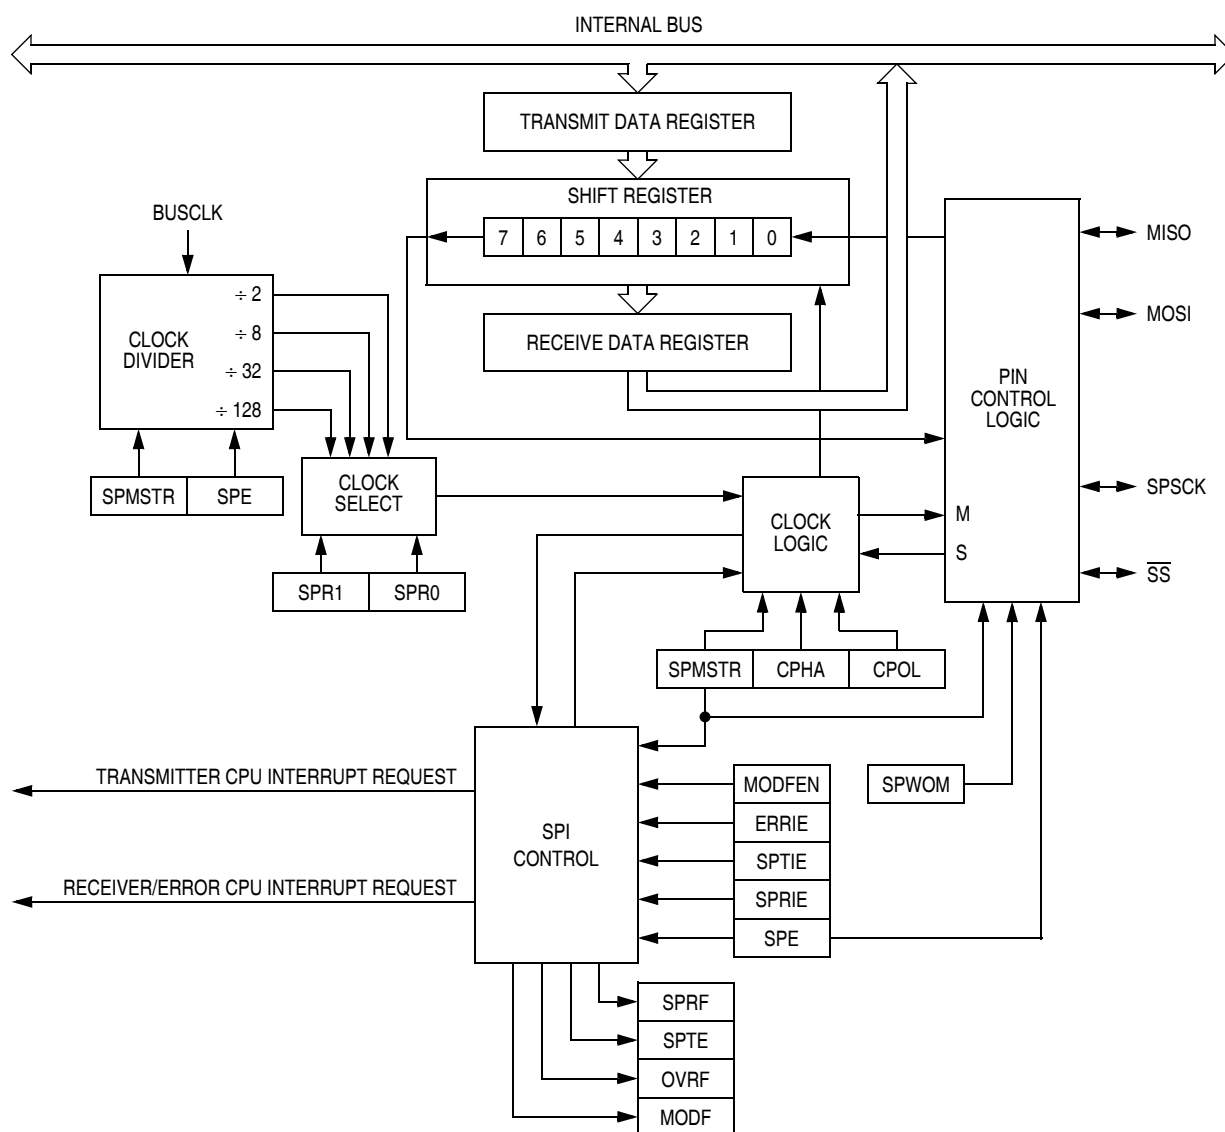 INTERNAL BUS
TRANSMIT DATA REGISTER
SHIFT REGISTER
7 6 5 4 3 2 1 0
RECEIVE DATA REGISTER
BUSCLK
CLOCK
DIVIDER
÷ 2
÷ 8
÷ 32
÷ 128
SPMSTR SPE
CLOCK
SELECT
SPR1 SPR0
CLOCK
LOGIC
SPMSTR CPHA CPOL
PIN
CONTROL
LOGIC
M
S
MISO
MOSI
SPSCK
S̅S̅
TRANSMITTER CPU INTERRUPT REQUEST
RECEIVER/ERROR CPU INTERRUPT REQUEST
SPI
CONTROL
MODFEN
ERRIE
SPTIE
SPRIE
SPE
SPWOM
SPRF
SPTE
OVRF
MODF